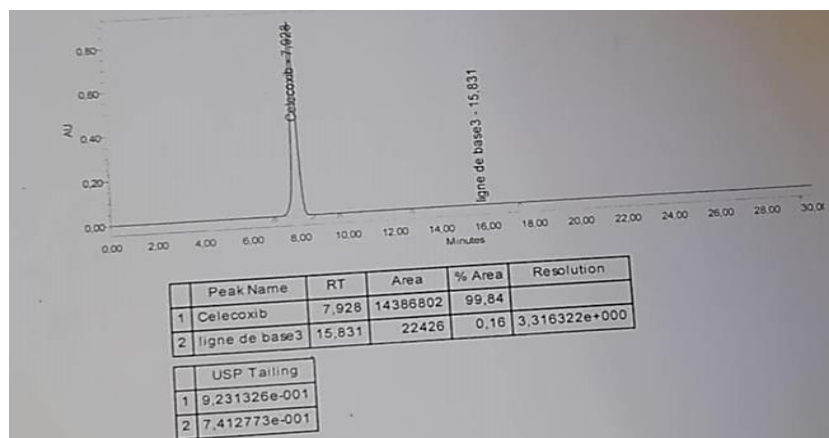 0,80
0,60
0,40
0,20
0,00
AU
Celecoxib - 7,928
ligne de base3 - 15,831
0,00 2,00 4,00 6,00 8,00 10,00 12,00 14,00 16,00 18,00 20,00 22,00 24,00 26,00 28,00 30,00
Minutes
Peak Name RT Area % Area Resolution
1 Celecoxib 7,928 14386802 99,84
2 ligne de base3 15,831 22426 0,16 3,316322e+000
USP Tailing
1 9,231326e-001
2 7,412773e-001